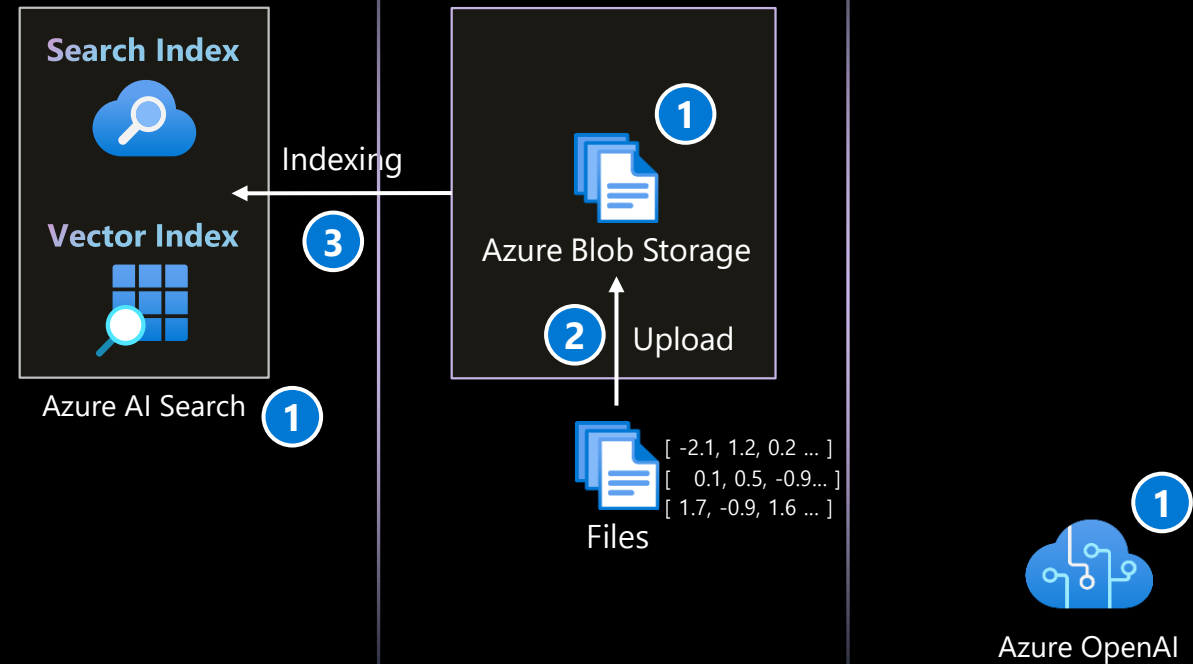 Search Index
Vector Index
Azure AI Search
1
Indexing
3
1
Azure Blob Storage
2
Upload
[ -2.1, 1.2, 0.2 ... ]
[ 0.1, 0.5, -0.9... ]
[ 1.7, -0.9, 1.6 ... ]
Files
1
Azure OpenAI